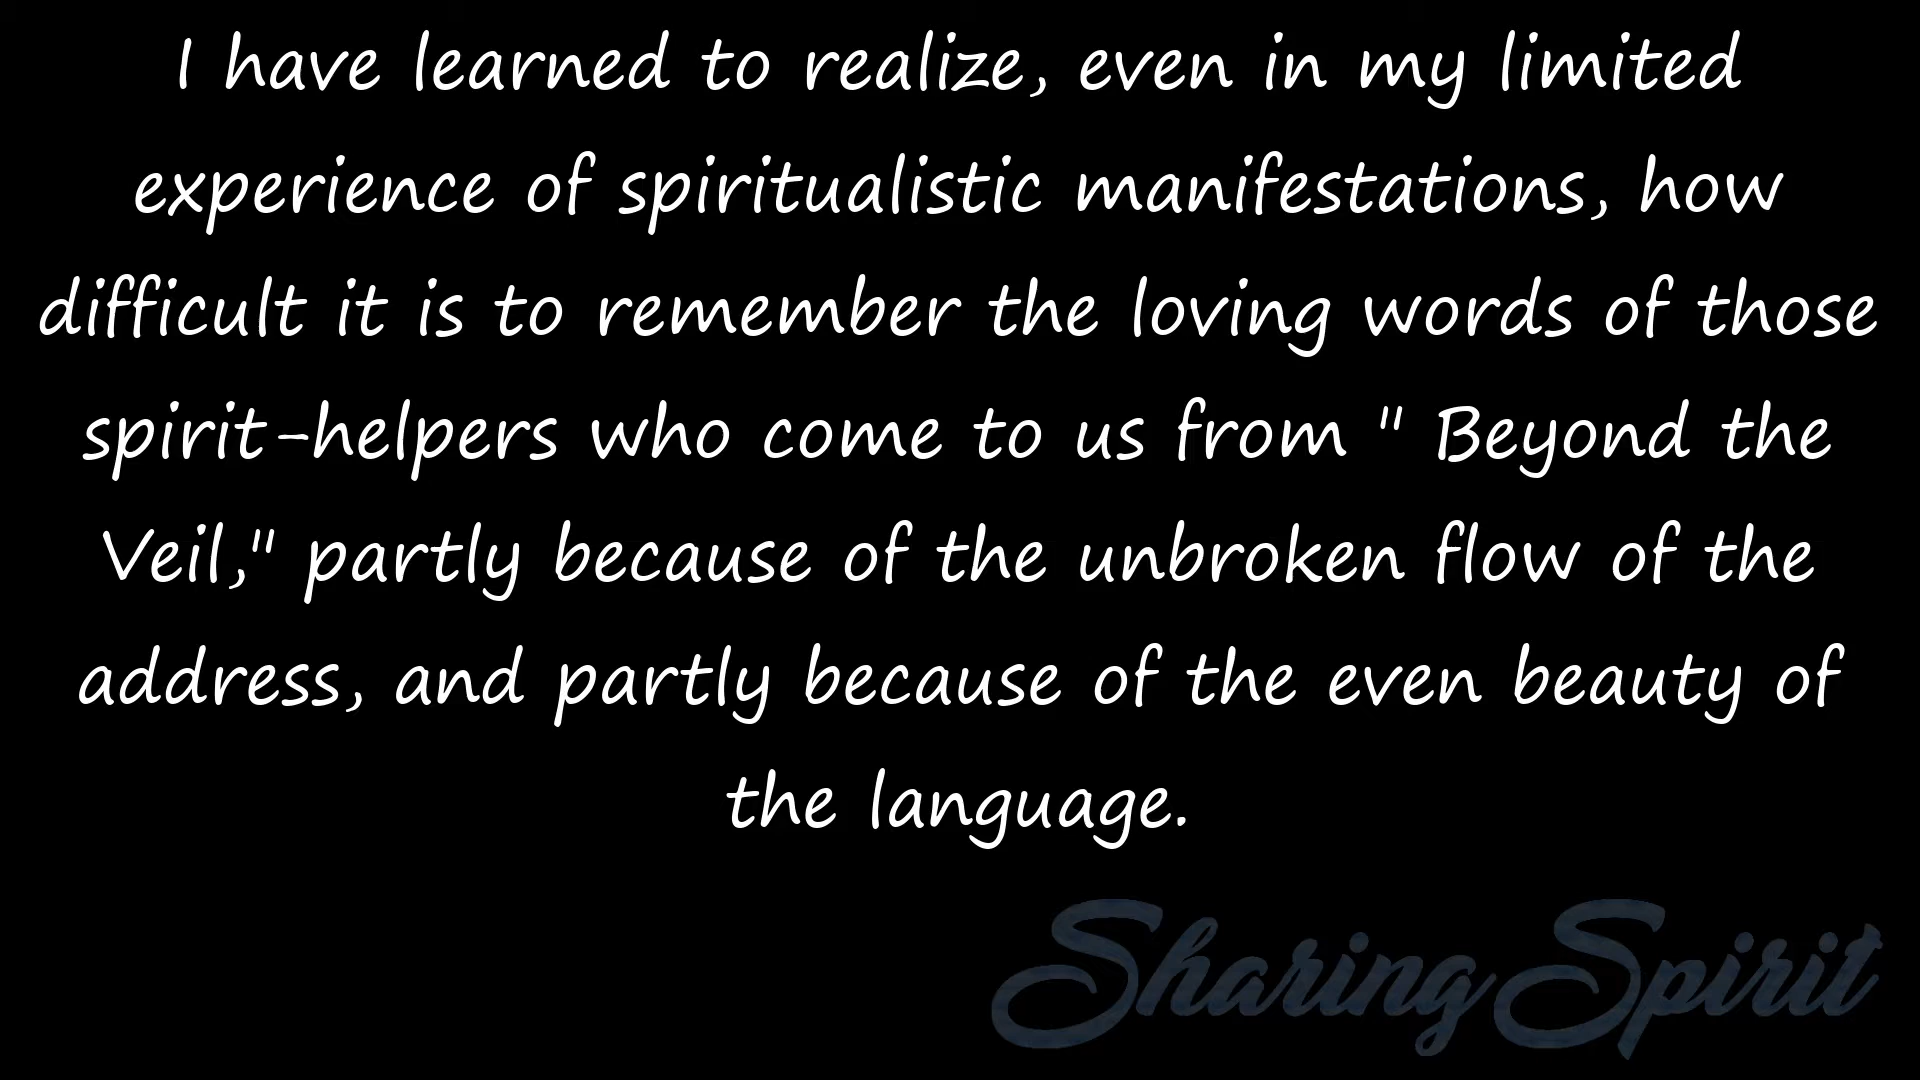 I have learned to realize, even in my limited
experience of spiritualistic manifestations, how
difficult it is to remember the loving words of those
spirit-helpers who come to us from " Beyond the
Veil," partly because of the unbroken flow of the
address, and partly because of the even beauty of
the language.
Sharing Spirit